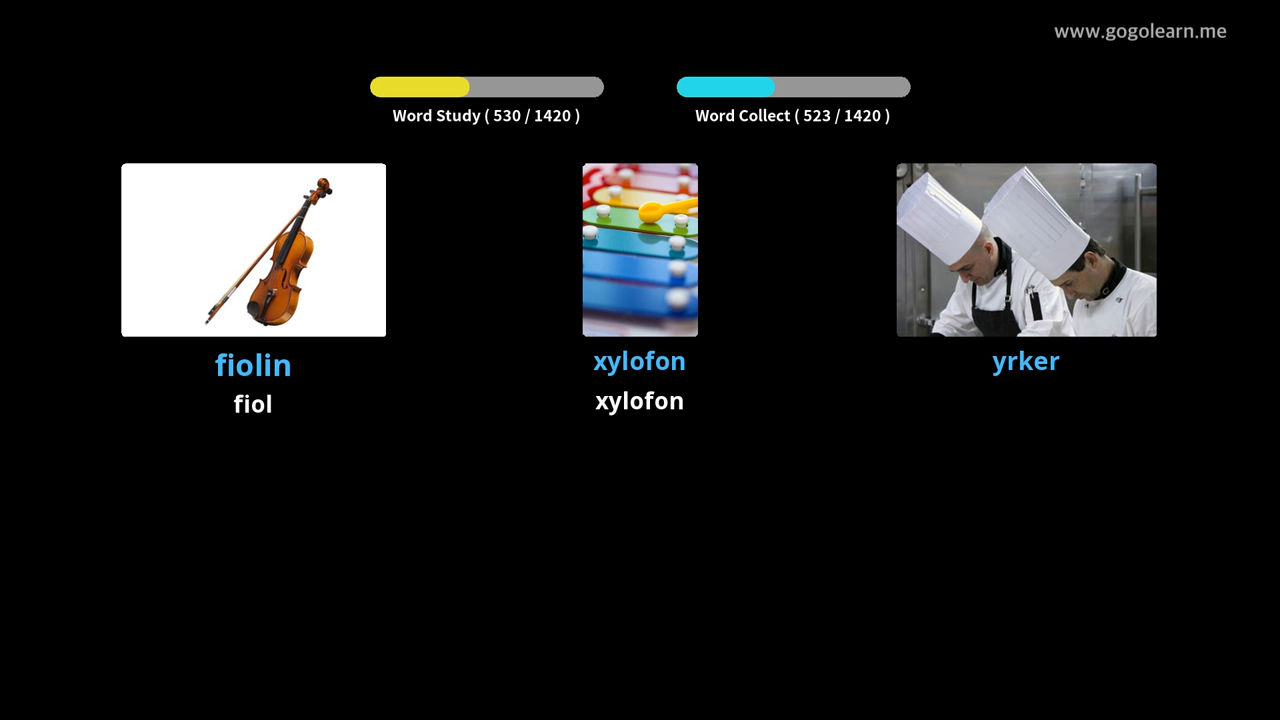 www.gogolearn.me
Word Study ( 530 / 1420 )
Word Collect ( 523 / 1420 )
fiolin
xylofon
yrker
fiol
xylofon